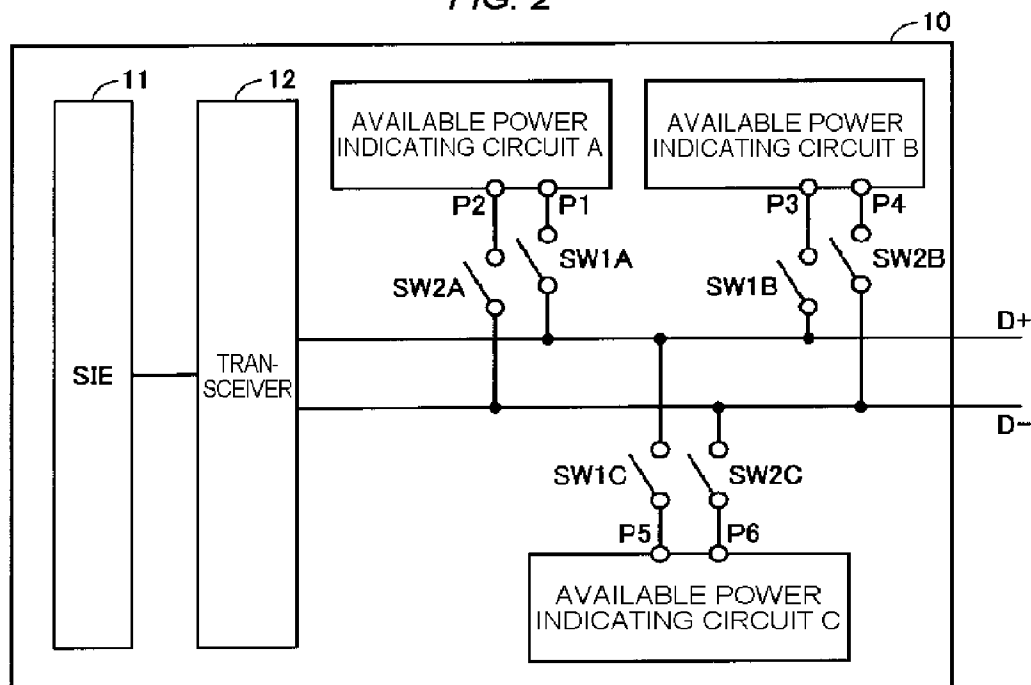 FIG. 2
10
11
12
AVAILABLE POWER
INDICATING CIRCUIT A
AVAILABLE POWER
INDICATING CIRCUIT B
P2
P1
P3
P4
SW1A
SW2B
SW2A
SW1B
D+
SIE
TRAN-
SCEIVER
D-
SW1C
SW2C
P5
P6
AVAILABLE POWER
INDICATING CIRCUIT C